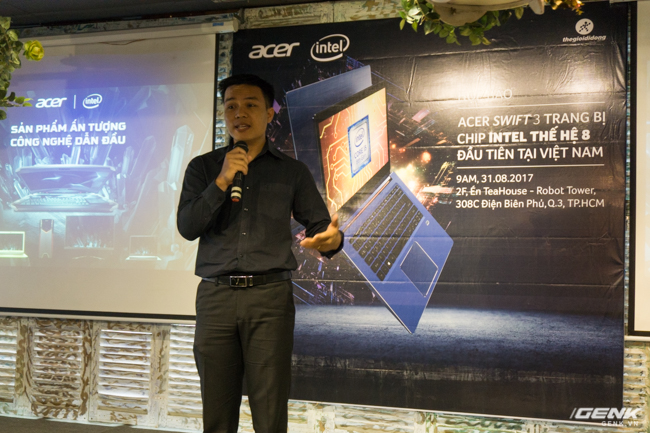 acer intel
SẢN PHẨM ẤN TƯỢNG
CÔNG NGHỆ DẪN ĐẦU
acer intel
thegioididong
ACER SWIFT 3 TRANG BỊ
CHIP INTEL THẾ HỆ 8
ĐẦU TIÊN TẠI VIỆT NAM
9AM, 31.08.2017
2F, Én TeaHouse - Robot Tower,
308C Điện Biên Phủ, Q.3, TP.HCM
GENK
GENK.VN